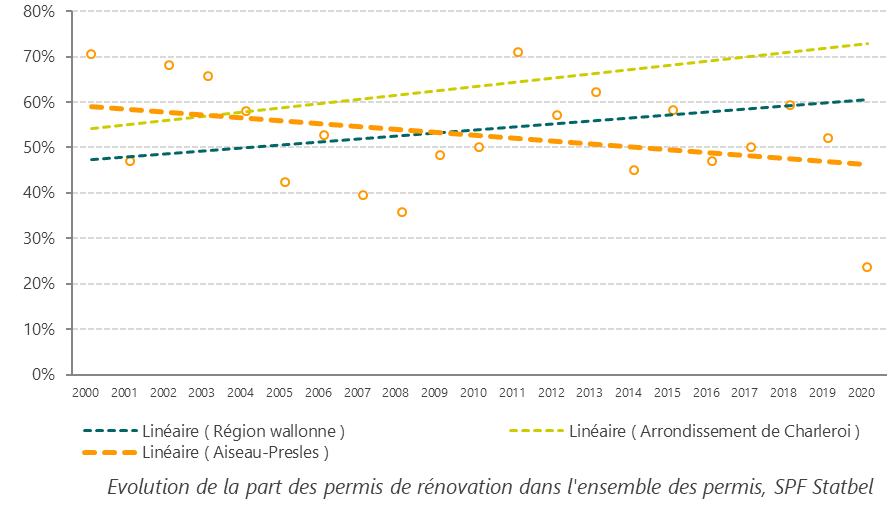 80%
70%
60%
50%
40%
30%
20%
10%
0%
2000 2001 2002 2003 2004 2005 2006 2007 2008 2009 2010 2011 2012 2013 2014 2015 2016 2017 2018 2019 2020
Linéaire ( Région wallonne ) Linéaire ( Arrondissement de Charleroi )
Linéaire ( Aiseau-Presles )
Evolution de la part des permis de rénovation dans l'ensemble des permis, SPF Statbel